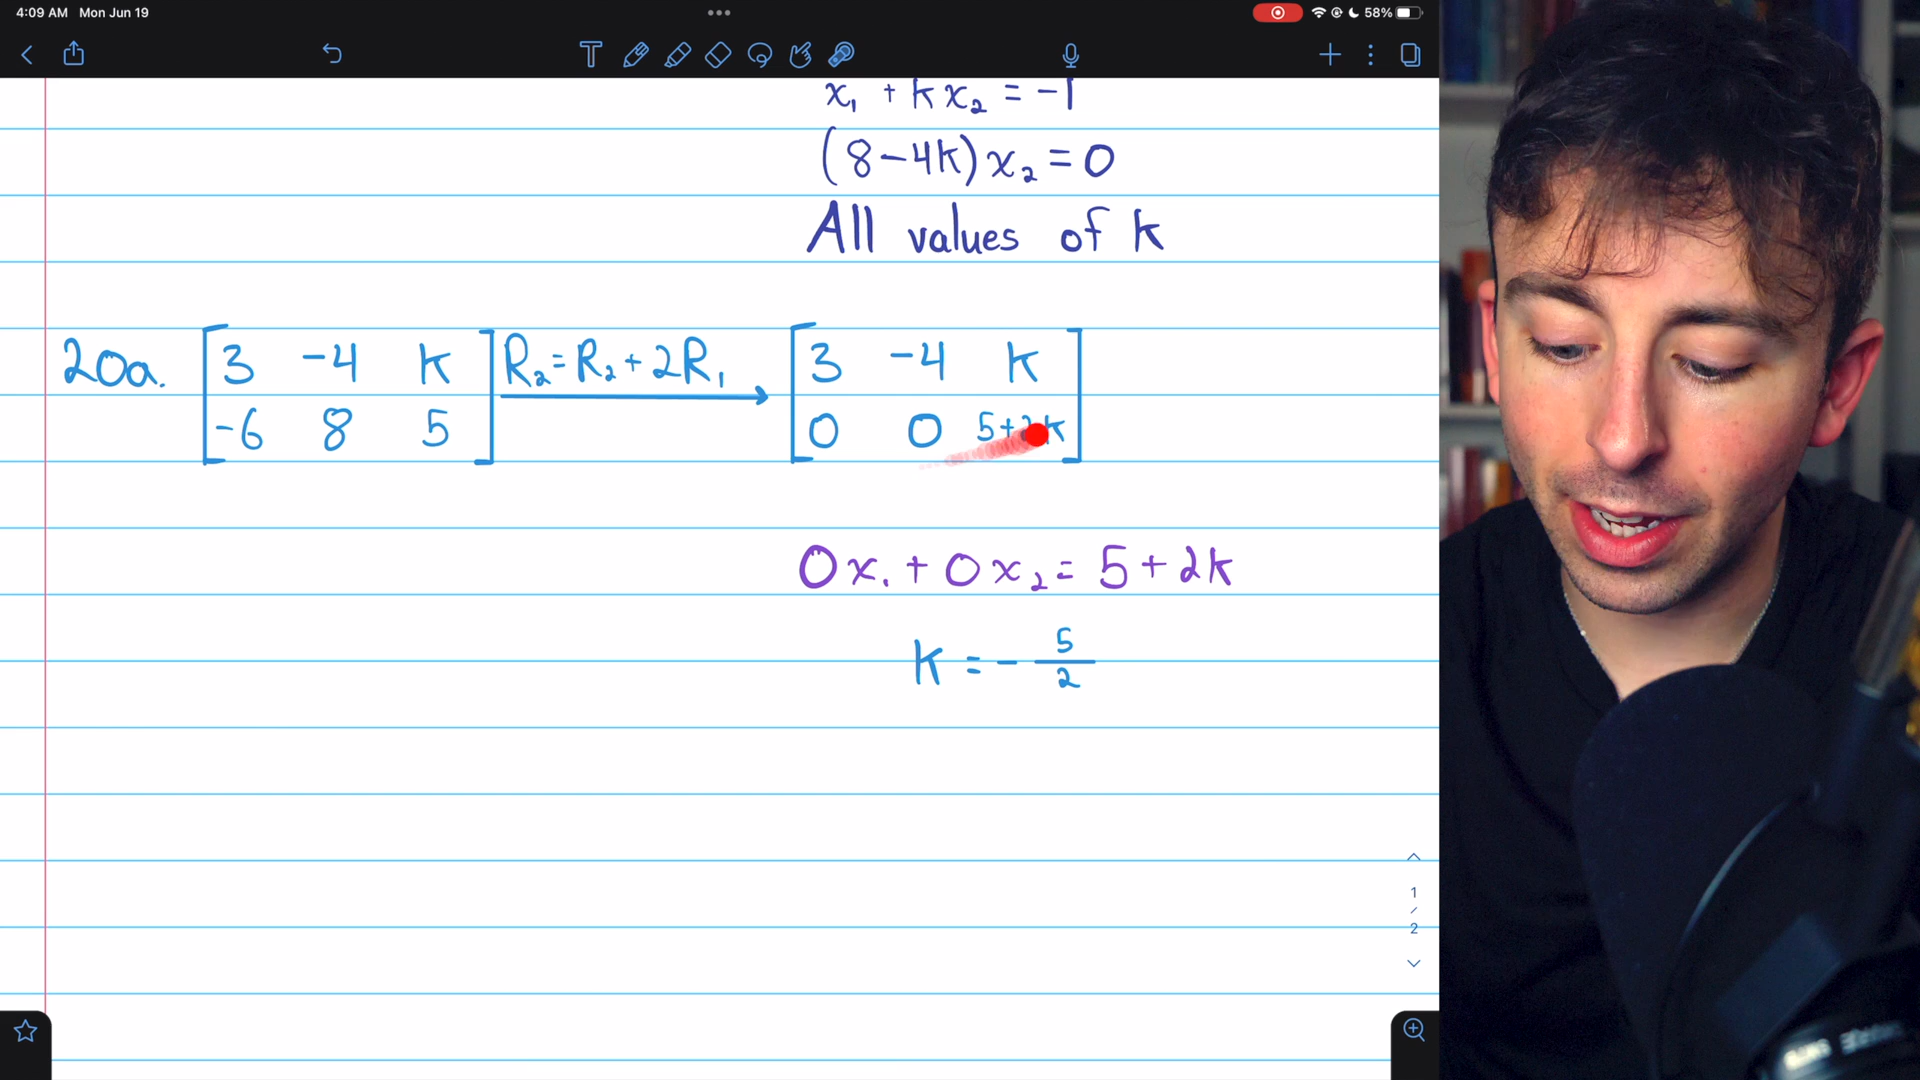 4:09 AM Mon Jun 19
58%
x₁ + kx₂ = -1
(8-4k)x₂ = 0
All values of k
20a. [3 -4 k] R₂=R₂+2R₁ [3 -4 k]
[-6 8 5] [0 0 5+2k]
0x₁ + 0x₂ = 5+2k
k = - 5/2
1
/
2